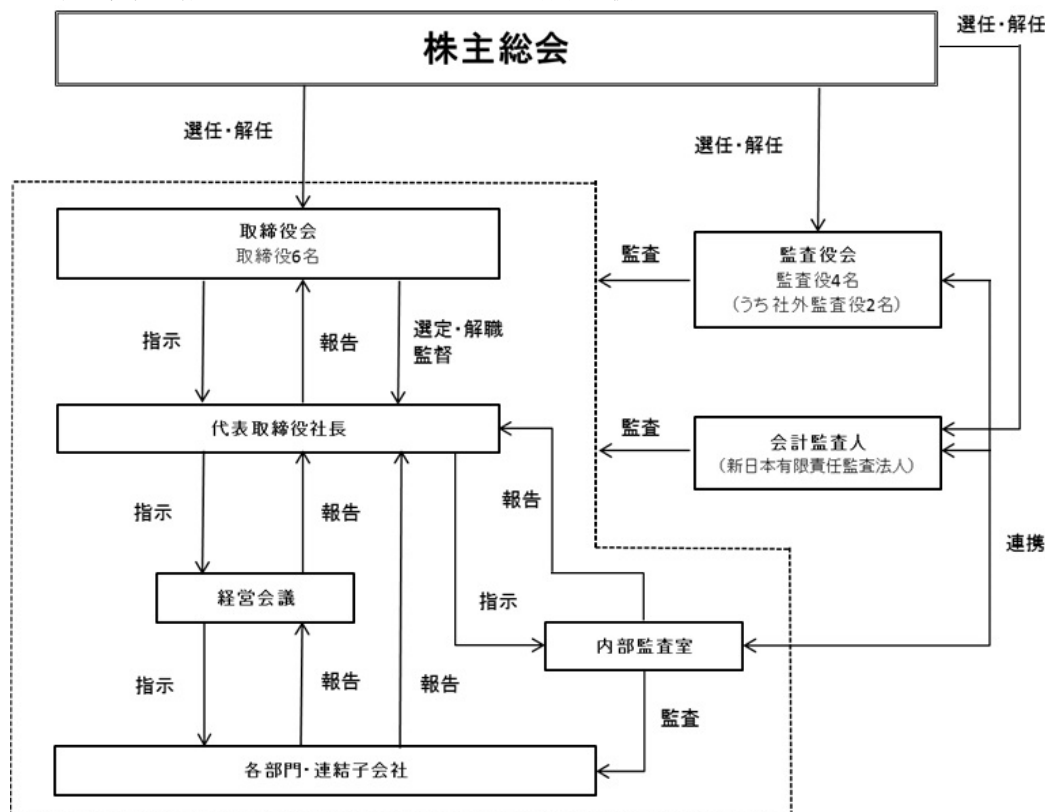 選任・解任
株主総会
選任・解任
選任・解任
取締役会
取締役6名
監査
監査役会
監査役4名
(うち社外監査役2名)
指示
報告
選定・解職
監督
代表取締役社長
監査
会計監査人
(新日本有限責任監査法人)
指示
報告
報告
連携
経営会議
指示
内部監査室
指示
報告
報告
監査
各部門・連結子会社